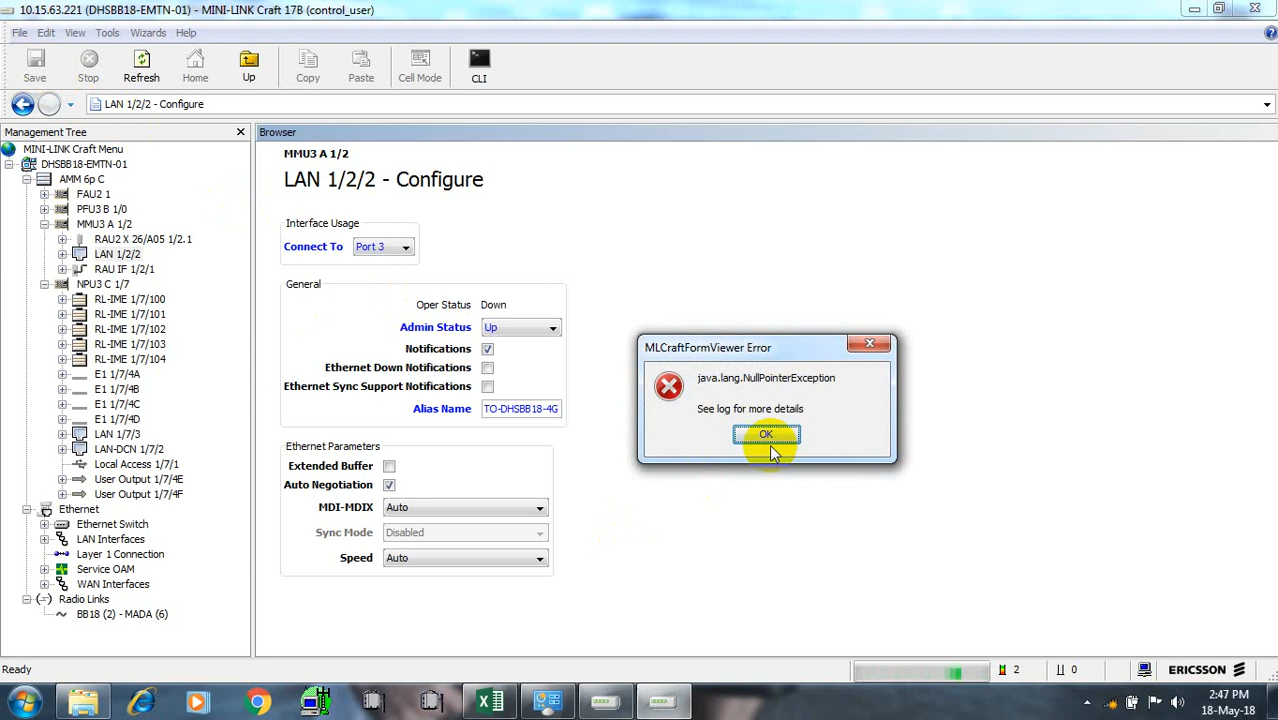 10.15.63.221 (DHSBB18-EMTN-01) - MINI-LINK Craft 17B (control_user)
File Edit View Tools Wizards Help
Save Stop Refresh Home Up Copy Paste Cell Mode CLI
LAN 1/2/2 - Configure
Management Tree
MINI-LINK Craft Menu
DHSBB18-EMTN-01
AMM 6p C
FAU2 1
PFU3 B 1/0
MMU3 A 1/2
RAU2 X 26/A05 1/2.1
LAN 1/2/2
RAU IF 1/2/1
NPU3 C 1/7
RL-IME 1/7/100
RL-IME 1/7/101
RL-IME 1/7/102
RL-IME 1/7/103
RL-IME 1/7/104
E1 1/7/4A
E1 1/7/4B
E1 1/7/4C
E1 1/7/4D
LAN 1/7/3
LAN-DCN 1/7/2
Local Access 1/7/1
User Output 1/7/4E
User Output 1/7/4F
Ethernet
Ethernet Switch
LAN Interfaces
Layer 1 Connection
Service OAM
WAN Interfaces
Radio Links
BB18 (2) - MADA (6)
Browser
MMU3 A 1/2
LAN 1/2/2 - Configure
Interface Usage
Connect To Port 3
General
Oper Status Down
Admin Status Up
Notifications
Ethernet Down Notifications
Ethernet Sync Support Notifications
Alias Name TO-DHSBB18-4G
Ethernet Parameters
Extended Buffer
Auto Negotiation
MDI-MDIX Auto
Sync Mode Disabled
Speed Auto
MLCraftFormViewer Error
java.lang.NullPointerException
See log for more details
OK
Ready
2 0 ERICSSON
2:47 PM
18-May-18